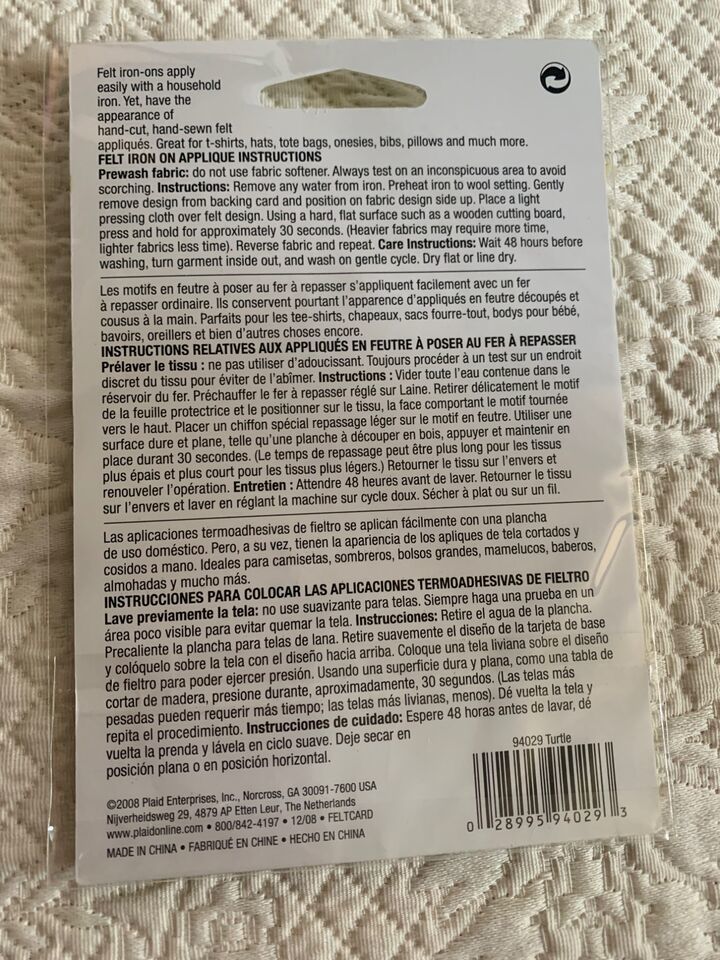 Felt iron-ons apply
easily with a household
iron. Yet, have the
appearance of
hand-cut, hand-sewn felt
appliqués. Great for t-shirts, hats, tote bags, onesies, bibs, pillows and much more.
FELT IRON ON APPLIQUE INSTRUCTIONS
Prewash fabric: do not use fabric softener. Always test on an inconspicuous area to avoid
scorching. Instructions: Remove any water from iron. Preheat iron to wool setting. Gently
remove design from backing card and position on fabric design side up. Place a light
pressing cloth over felt design. Using a hard, flat surface such as a wooden cutting board,
press and hold for approximately 30 seconds. (Heavier fabrics may require more time,
lighter fabrics less time). Reverse fabric and repeat. Care Instructions: Wait 48 hours before
washing, turn garment inside out, and wash on gentle cycle. Dry flat or line dry.
Les motifs en feutre à poser au fer à repasser s'appliquent facilement avec un fer
à repasser ordinaire. Ils conservent pourtant l'apparence d'appliqués en feutre découpés et
cousus à la main. Parfaits pour les tee-shirts, chapeaux, sacs fourre-tout, bodys pour bébé,
bavoirs, oreillers et bien d'autres choses encore.
INSTRUCTIONS RELATIVES AUX APPLIQUÉS EN FEUTRE À POSER AU FER À REPASSER
Prélaver le tissu : ne pas utiliser d'adoucissant. Toujours procéder à un test sur un endroit
discret du tissu pour éviter de l'abîmer. Instructions : Vider toute l'eau contenue dans le
réservoir du fer. Préchauffer le fer à repasser réglé sur Laine. Retirer délicatement le motif
de la feuille protectrice et le positionner sur le tissu, la face comportant le motif tournée
vers le haut. Placer un chiffon spécial repassage léger sur le motif en feutre. Utiliser une
surface dure et plane, telle qu'une planche à découper en bois, appuyer et maintenir en
place durant 30 secondes. (Le temps de repassage peut être plus long pour les tissus
plus épais et plus court pour les tissus plus légers.) Retourner le tissu sur l'envers et
renouveler l'opération. Entretien : Attendre 48 heures avant de laver. Retourner le tissu
sur l'envers et laver en réglant la machine sur cycle doux. Sécher à plat ou sur un fil.
Las aplicaciones termoadhesivas de fieltro se aplican fácilmente con una plancha
de uso doméstico. Pero, a su vez, tienen la apariencia de los apliques de tela cortados y
cosidos a mano. Ideales para camisetas, sombreros, bolsos grandes, mamelucos, baberos,
almohadas y mucho más.
INSTRUCCIONES PARA COLOCAR LAS APLICACIONES TERMOADHESIVAS DE FIELTRO
Lave previamente la tela: no use suavizante para telas. Siempre haga una prueba en un
área poco visible para evitar quemar la tela. Instrucciones: Retire el agua de la plancha.
Precaliente la plancha para telas de lana. Retire suavemente el diseño de la tarjeta de base
y colóquelo sobre la tela con el diseño hacia arriba. Coloque una tela liviana sobre el diseño
de fieltro para poder ejercer presión. Usando una superficie dura y plana, como una tabla de
cortar de madera, presione durante, aproximadamente, 30 segundos. (Las telas más
pesadas pueden requerir más tiempo; las telas más livianas, menos). Dé vuelta la tela y
repita el procedimiento. Instrucciones de cuidado: Espere 48 horas antes de lavar, dé
vuelta la prenda y lávela en ciclo suave. Deje secar en
posición plana o en posición horizontal.
94029 Turtle
0 28995 94029 3
©2008 Plaid Enterprises, Inc., Norcross, GA 30091-7600 USA
Nijverheidsweg 29, 4879 AP Etten Leur, The Netherlands
www.plaidonline.com • 800/842-4197 • 12/08 • FELTCARD
MADE IN CHINA • FABRIQUÉ EN CHINE • HECHO EN CHINA